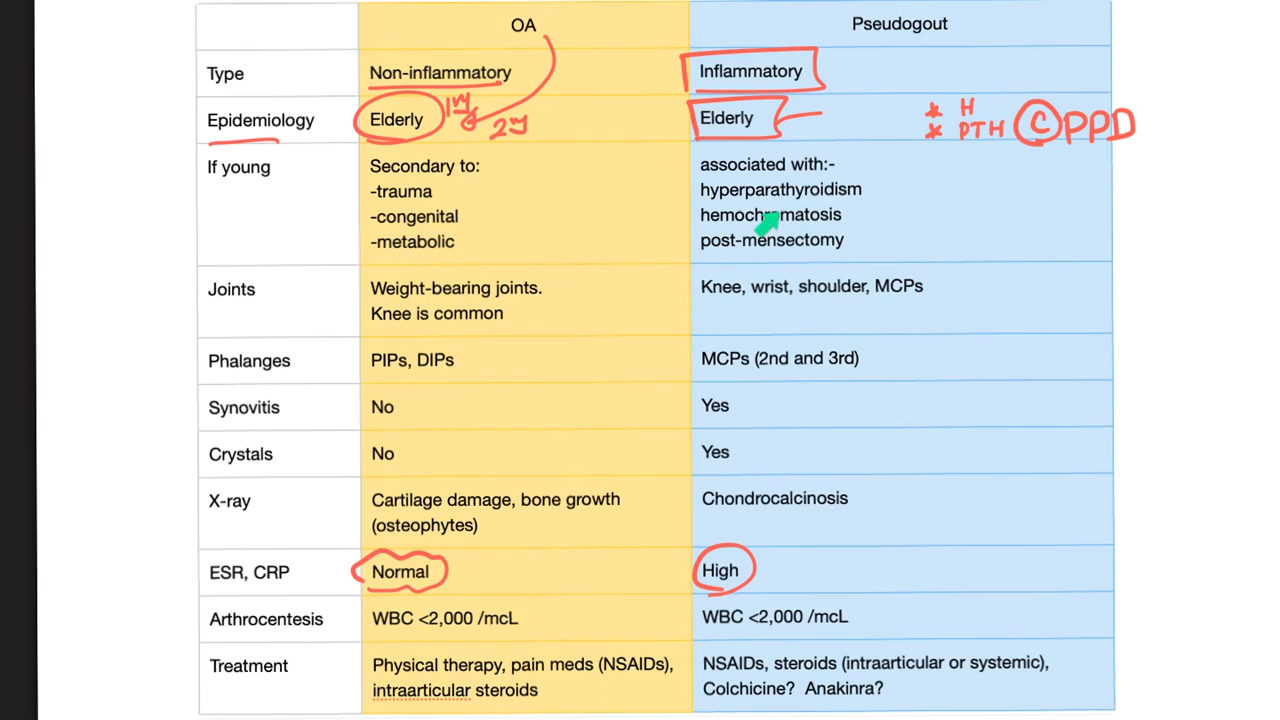 OA Pseudogout
Type Non-inflammatory Inflammatory
Epidemiology Elderly 1ry 2ry Elderly * H
* PTH CPPD
If young Secondary to: associated with:-
-trauma hyperparathyroidism
-congenital hemochromatosis
-metabolic post-mensectomy
Joints Weight-bearing joints. Knee, wrist, shoulder, MCPs
Knee is common
Phalanges PIPs, DIPs MCPs (2nd and 3rd)
Synovitis No Yes
Crystals No Yes
X-ray Cartilage damage, bone growth Chondrocalcinosis
(osteophytes)
ESR, CRP Normal High
Arthrocentesis WBC <2,000 /mcL WBC <2,000 /mcL
Treatment Physical therapy, pain meds (NSAIDs), NSAIDs, steroids (intraarticular or systemic),
intraarticular steroids Colchicine? Anakinra?